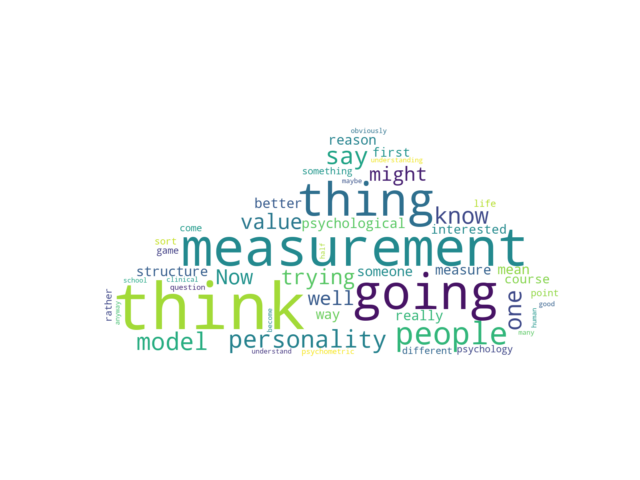 obviously
reason
say first
understanding
something
might
maybe
thing
better
life
value
psychological
know
come
interested
sort
measurement
game
half
structure
Now
trying
someone
measure
mean
school
clinical
course
question
going
rather
think
well
one
point
anyway
become
way
really
human
good
many
model
personality
people
understand
psychometric
different
psychology